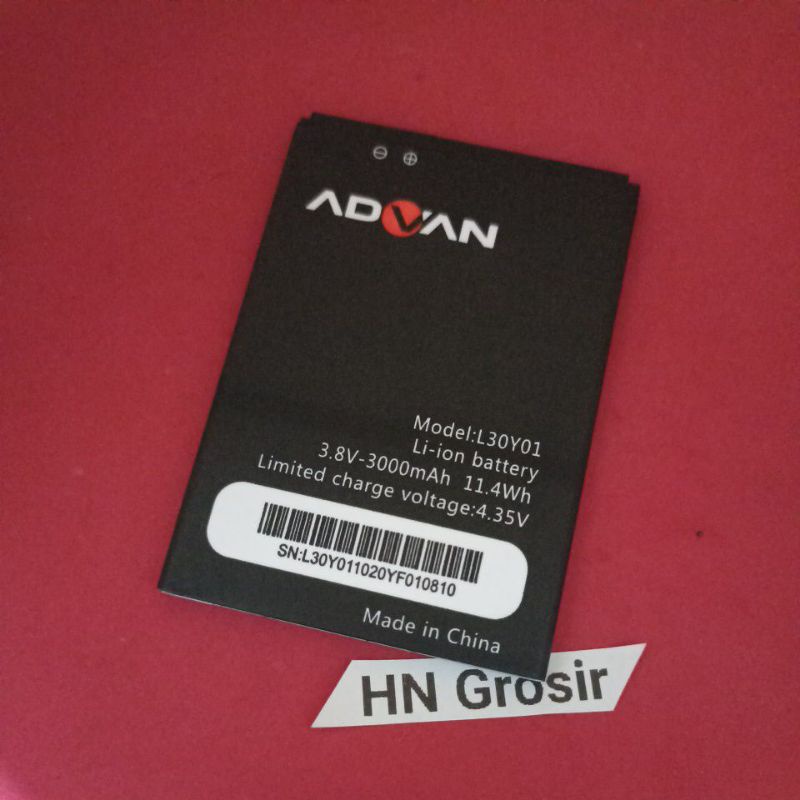 ⊖ ⊕
ADVAN
Model:L30Y01
Li-ion battery
3.8V-3000mAh 11.4Wh
Limited charge voltage:4.35V
SN:L30Y011020YF010810
Made in China
HN Grosir